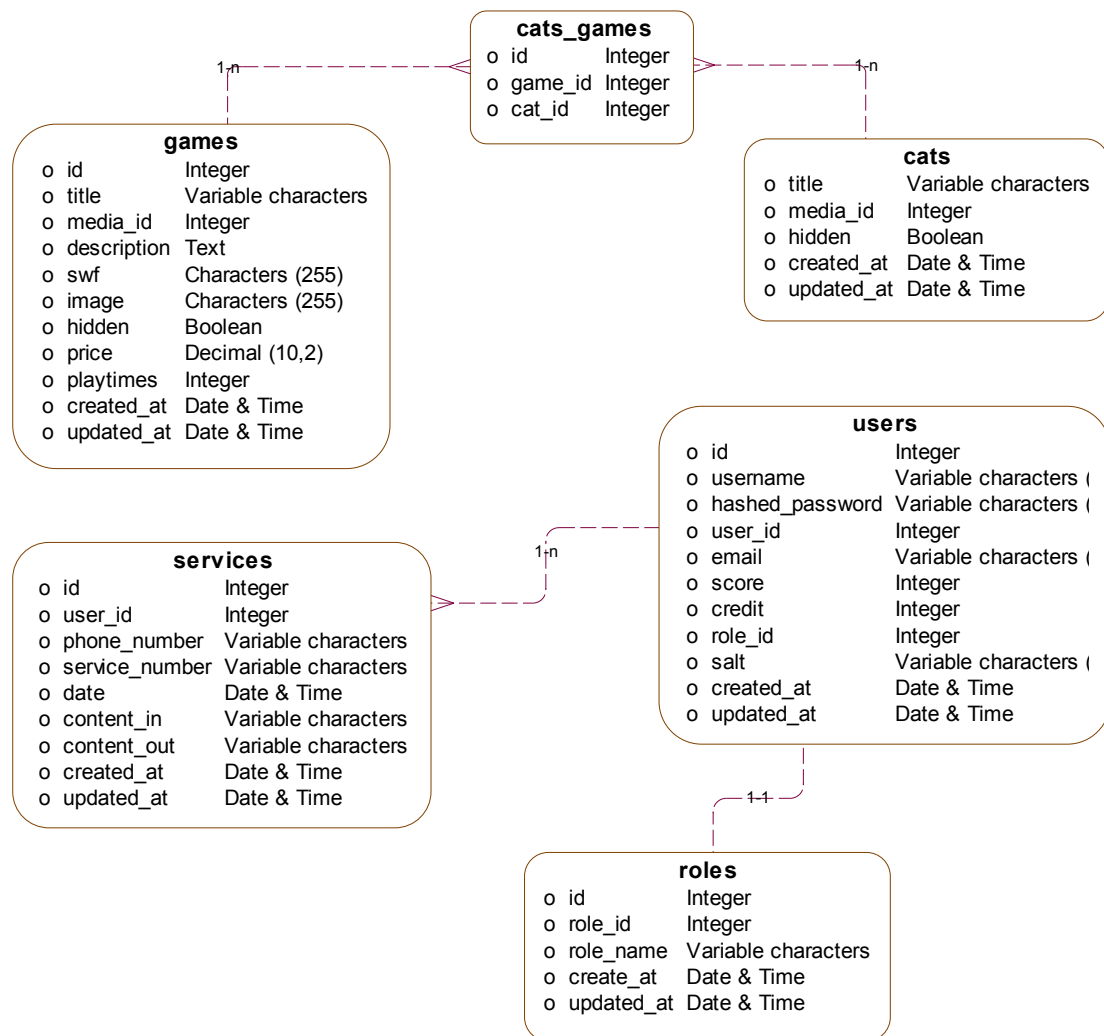 cats_games
o id Integer
o game_id Integer
o cat_id Integer
1-n
1-n
games
o id Integer
o title Variable characters
o media_id Integer
o description Text
o swf Characters (255)
o image Characters (255)
o hidden Boolean
o price Decimal (10,2)
o playtimes Integer
o created_at Date & Time
o updated_at Date & Time
cats
o title Variable characters
o media_id Integer
o hidden Boolean
o created_at Date & Time
o updated_at Date & Time
users
o id Integer
o username Variable characters (
o hashed_password Variable characters (
o user_id Integer
o email Variable characters (
o score Integer
o credit Integer
o role_id Integer
o salt Variable characters (
o created_at Date & Time
o updated_at Date & Time
1-n
services
o id Integer
o user_id Integer
o phone_number Variable characters
o service_number Variable characters
o date Date & Time
o content_in Variable characters
o content_out Variable characters
o created_at Date & Time
o updated_at Date & Time
1-1
roles
o id Integer
o role_id Integer
o role_name Variable characters
o create_at Date & Time
o updated_at Date & Time